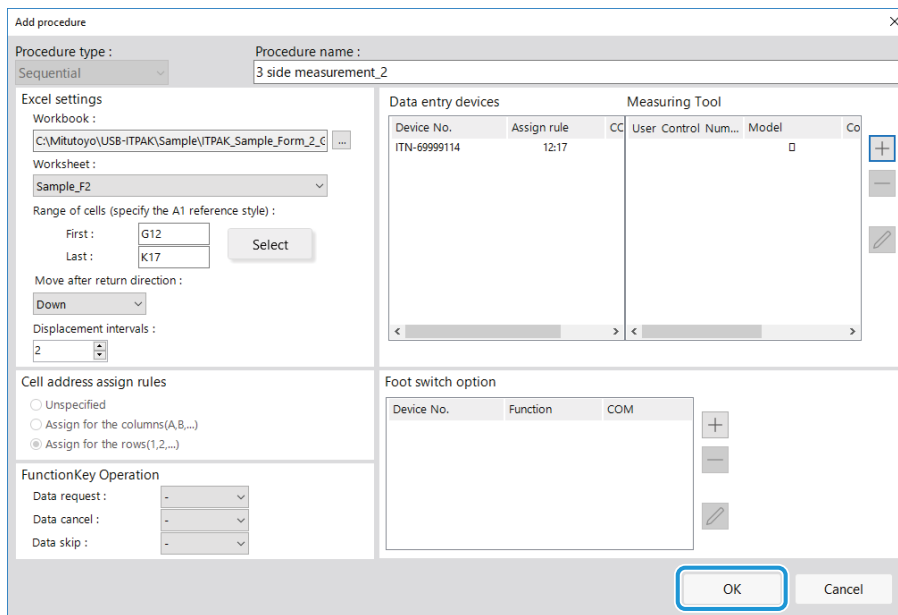 Add procedure
Procedure type :
Procedure name :
Sequential
3 side measurement_2
Excel settings
Workbook :
C:\Mitutoyo\USB-ITPAK\Sample\ITPAK_Sample_Form_2_G
...
Worksheet :
Sample_F2
Range of cells (specify the A1 reference style) :
First :
G12
Last :
K17
Select
Move after return direction :
Down
Displacement intervals :
2
Data entry devices
Measuring Tool
Device No. Assign rule CC User Control Num... Model Co
ITN-69999114 12:17
Cell address assign rules
Unspecified
Assign for the columns(A,B,...)
Assign for the rows(1,2,...)
FunctionKey Operation
Data request : -
Data cancel : -
Data skip : -
Foot switch option
Device No. Function COM
OK
Cancel